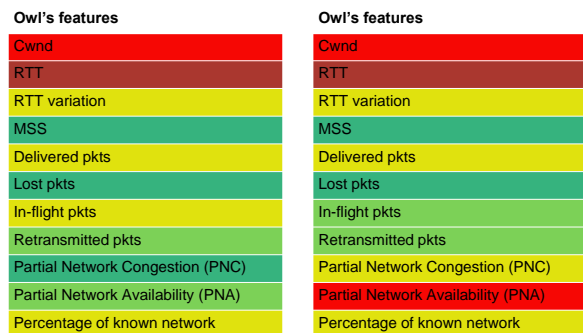 Owl's features
Cwnd
RTT
RTT variation
MSS
Delivered pkts
Lost pkts
In-flight pkts
Retransmitted pkts
Partial Network Congestion (PNC)
Partial Network Availability (PNA)
Percentage of known network
Owl's features
Cwnd
RTT
RTT variation
MSS
Delivered pkts
Lost pkts
In-flight pkts
Retransmitted pkts
Partial Network Congestion (PNC)
Partial Network Availability (PNA)
Percentage of known network